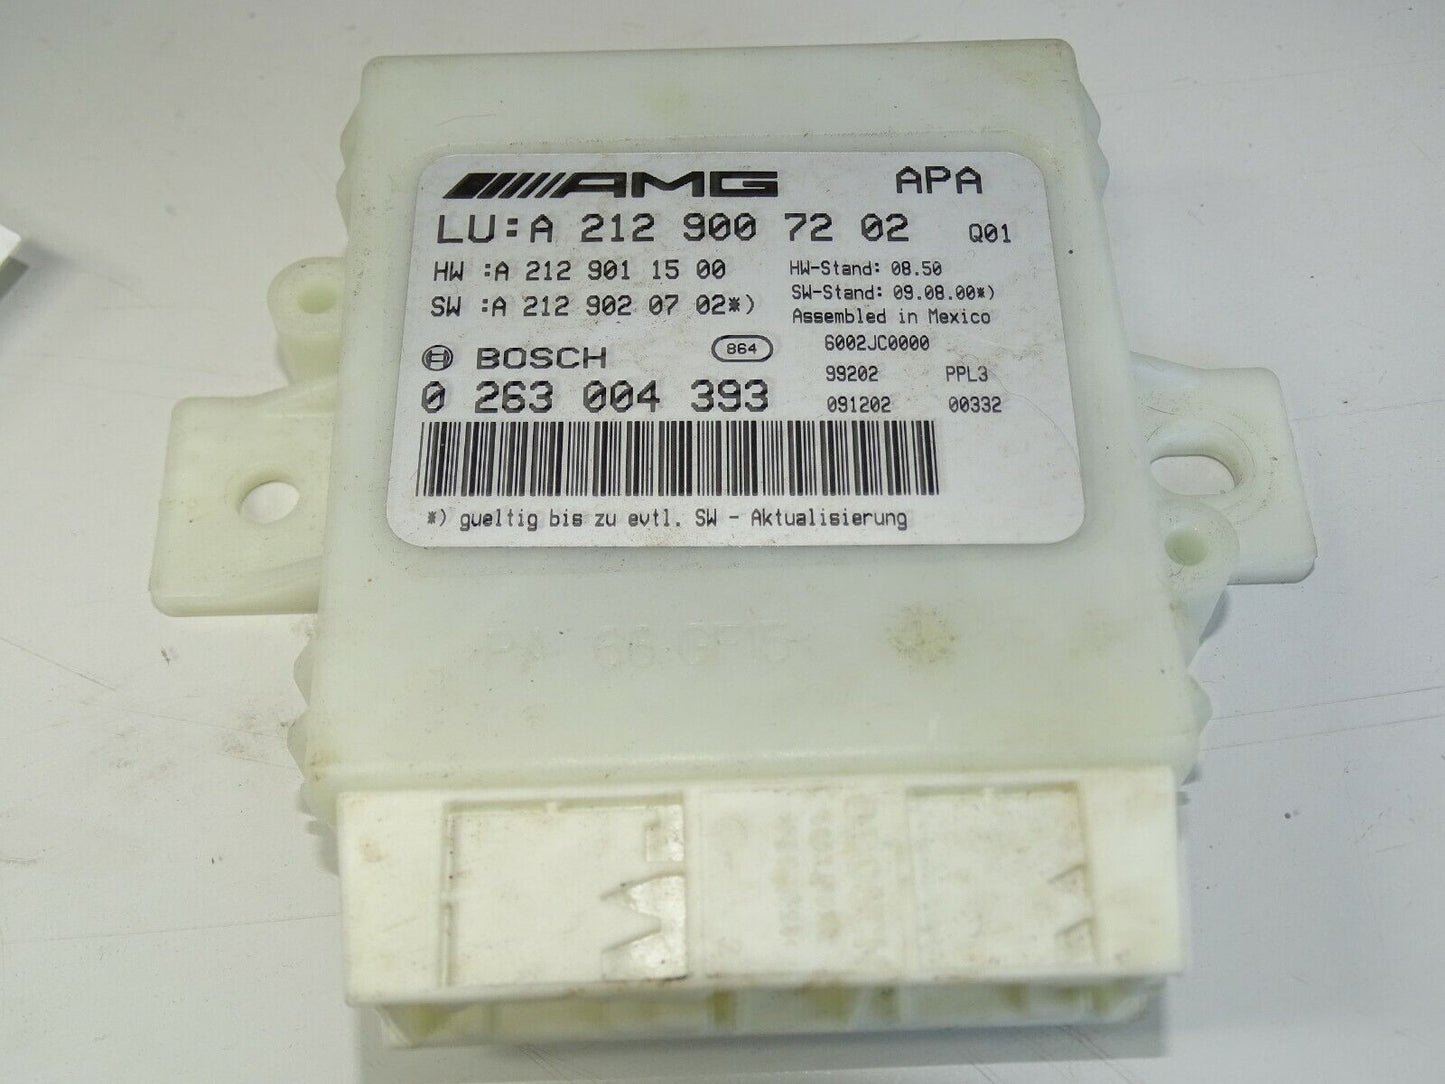 AMG APA
LU:A 212 900 72 02 Q01
HW :A 212 901 15 00 HW-Stand: 08.50
SW :A 212 902 07 02*) SW-Stand: 09.08.00*)
Assembled in Mexico
BOSCH 864 6002JC0000
0 263 004 393 99202 PPL3
091202 00332
*) gueltig bis zu evtl. SW - Aktualisierung